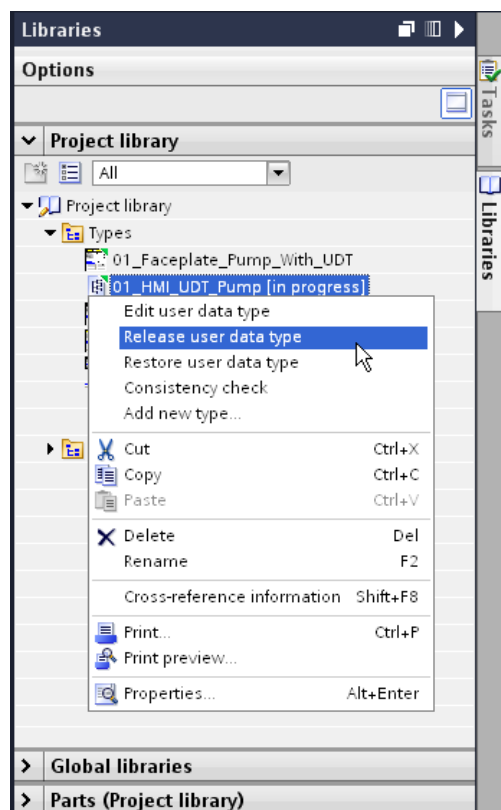 Libraries
Options
Tasks
Project library
Libraries
All
Project library
Types
01_Faceplate_Pump_With_UDT
01_HMI_UDT_Pump [in progress]
Edit user data type
Release user data type
Restore user data type
Consistency check
Add new type...
Cut Ctrl+X
Copy Ctrl+C
Paste Ctrl+V
Delete Del
Rename F2
Cross-reference information Shift+F8
Print... Ctrl+P
Print preview...
Properties... Alt+Enter
Global libraries
Parts (Project library)